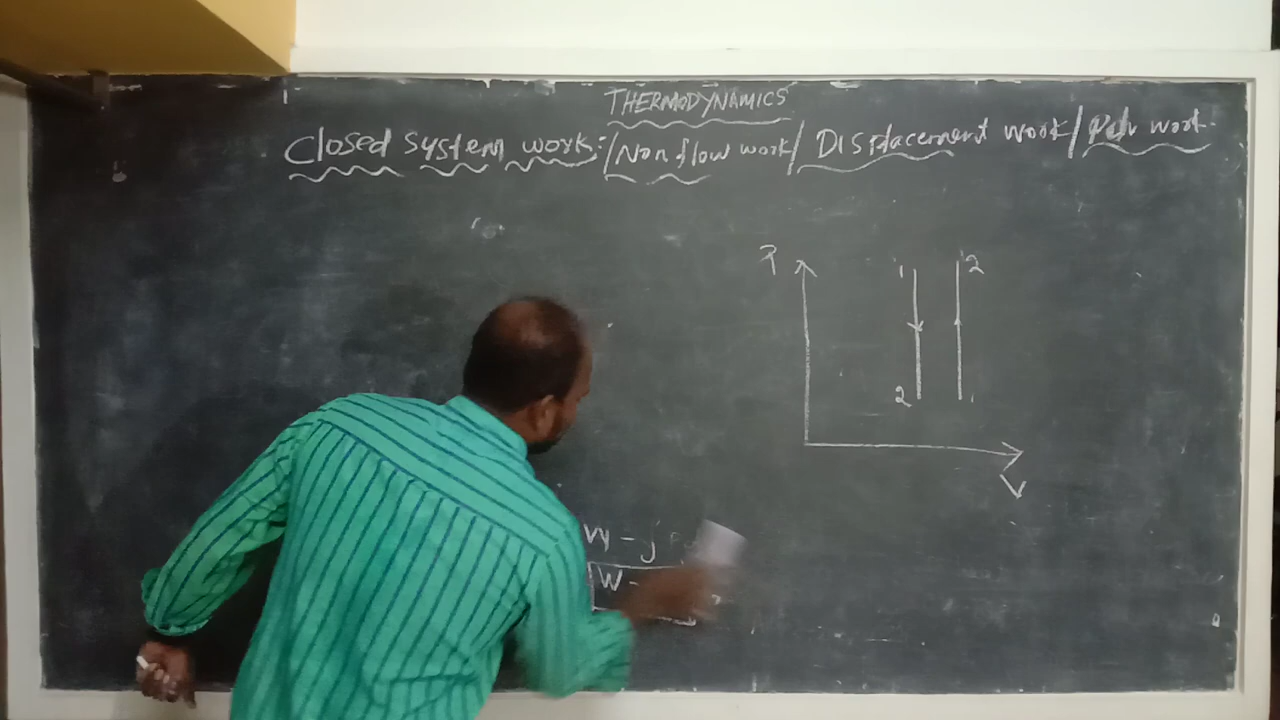 THERMODYNAMICS
Closed system work:/Non flow work/Displacement work/Pdv work
P
1 2
2 1
V
W - ∫
W -